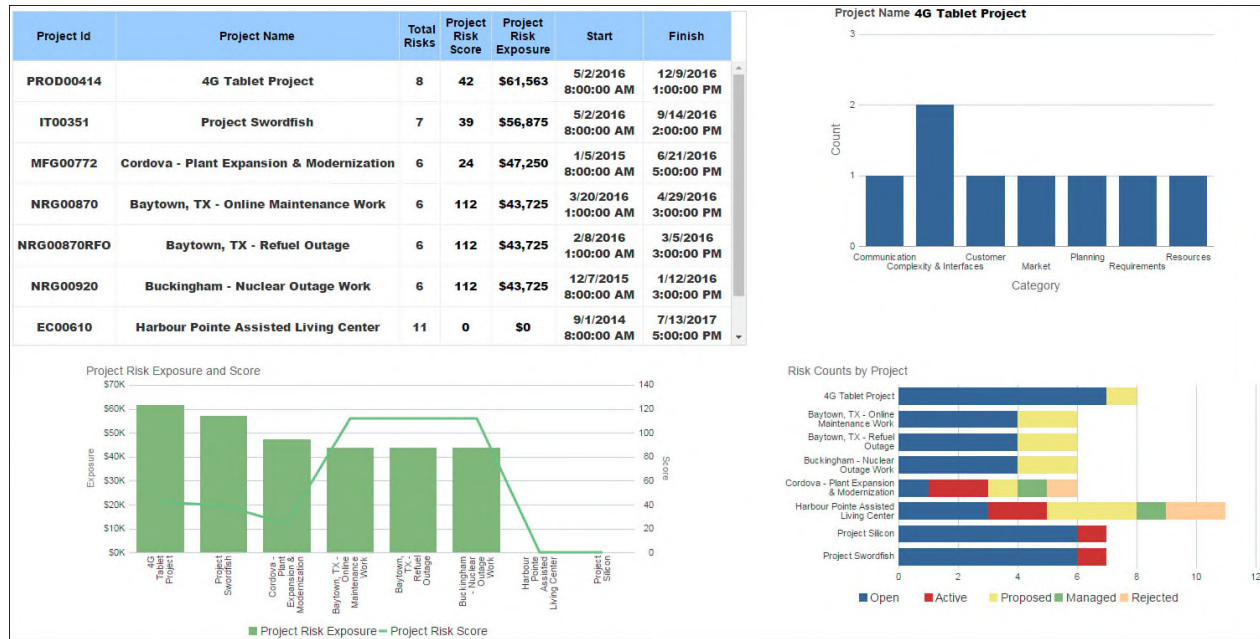 Project Id Project Name Total Risks Project Risk Score Project Risk Exposure Start Finish
PROD00414 4G Tablet Project 8 42 $61,563 5/2/2016 8:00:00 AM 12/9/2016 1:00:00 PM
IT00351 Project Swordfish 7 39 $56,875 5/2/2016 8:00:00 AM 9/14/2016 2:00:00 PM
MFG00772 Cordova - Plant Expansion & Modernization 6 24 $47,250 1/5/2015 8:00:00 AM 6/21/2016 5:00:00 PM
NRG00870 Baytown, TX - Online Maintenance Work 6 112 $43,725 3/20/2016 1:00:00 AM 4/29/2016 3:00:00 PM
NRG00870RFO Baytown, TX - Refuel Outage 6 112 $43,725 2/8/2016 1:00:00 AM 3/5/2016 3:00:00 PM
NRG00920 Buckingham - Nuclear Outage Work 6 112 $43,725 12/7/2015 8:00:00 AM 1/12/2016 3:00:00 PM
EC00610 Harbour Pointe Assisted Living Center 11 0 $0 9/1/2014 8:00:00 AM 7/13/2017 5:00:00 PM
Project Name 4G Tablet Project
3
2
1
0
Count
Communication
Complexity & Interfaces
Customer
Market
Planning
Requirements
Resources
Category
Project Risk Exposure and Score
$70K
$60K
$50K
$40K
$30K
$20K
$10K
$0K
Exposure
140
120
100
80
60
40
20
0
Score
4G Tablet Project
Project Swordfish
Cordova - Plant Expansion & Modernization
Baytown, TX - Online Maintenance Work
Baytown, TX - Refuel Outage
Buckingham - Nuclear Outage Work
Harbour Pointe Assisted Living Center
Project Silicon
Project Risk Exposure Project Risk Score
Risk Counts by Project
4G Tablet Project
Baytown, TX - Online
Maintenance Work
Baytown, TX - Refuel
Outage
Buckingham - Nuclear
Outage Work
Cordova - Plant Expansion
& Modernization
Harbour Pointe Assisted
Living Center
Project Silicon
Project Swordfish
0 2 4 6 8 10 12
Open Active Proposed Managed Rejected